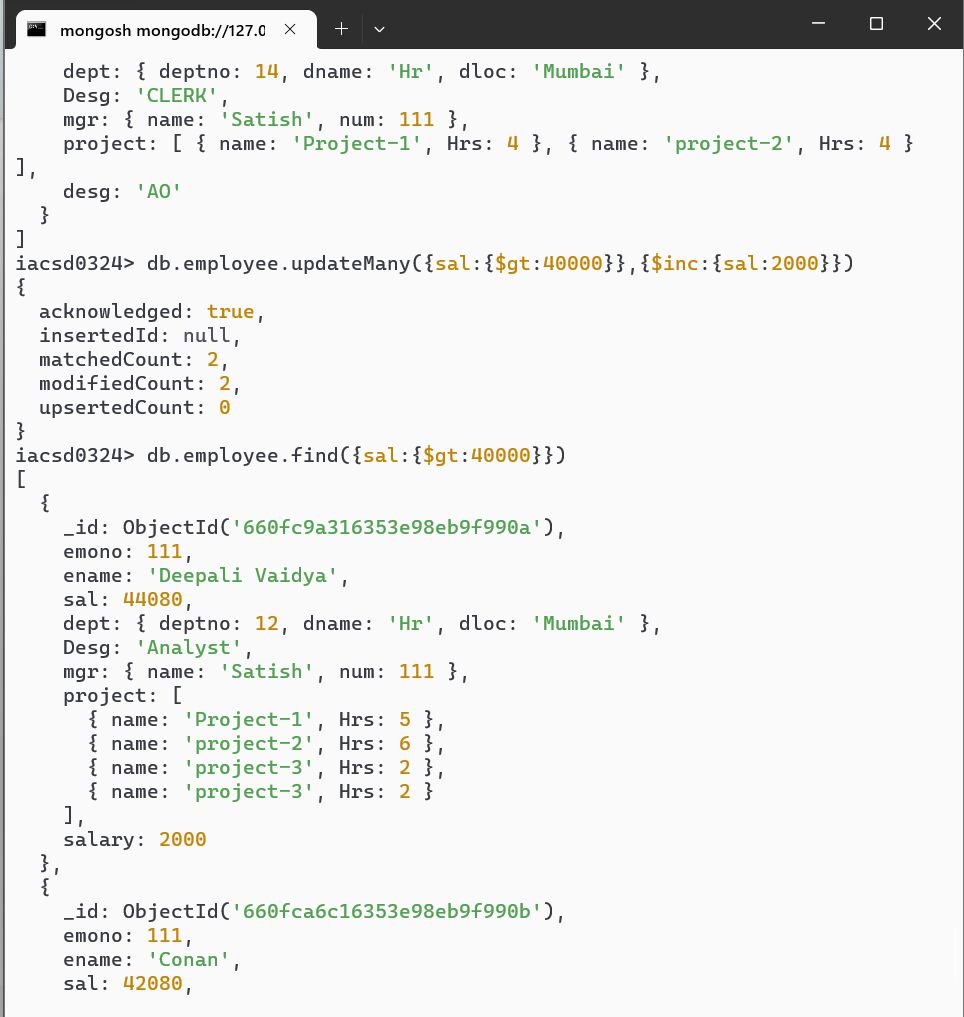 mongosh mongodb://127.0
    dept: { deptno: 14, dname: 'Hr', dloc: 'Mumbai' },
    Desg: 'CLERK',
    mgr: { name: 'Satish', num: 111 },
    project: [ { name: 'Project-1', Hrs: 4 }, { name: 'project-2', Hrs: 4 }
],
    desg: 'AO'
  }
]
iacsd0324> db.employee.updateMany({sal:{$gt:40000}},{$inc:{sal:2000}})
{
  acknowledged: true,
  insertedId: null,
  matchedCount: 2,
  modifiedCount: 2,
  upsertedCount: 0
}
iacsd0324> db.employee.find({sal:{$gt:40000}})
[
  {
    _id: ObjectId('660fc9a316353e98eb9f990a'),
    emono: 111,
    ename: 'Deepali Vaidya',
    sal: 44080,
    dept: { deptno: 12, dname: 'Hr', dloc: 'Mumbai' },
    Desg: 'Analyst',
    mgr: { name: 'Satish', num: 111 },
    project: [
      { name: 'Project-1', Hrs: 5 },
      { name: 'project-2', Hrs: 6 },
      { name: 'project-3', Hrs: 2 },
      { name: 'project-3', Hrs: 2 }
    ],
    salary: 2000
  },
  {
    _id: ObjectId('660fca6c16353e98eb9f990b'),
    emono: 111,
    ename: 'Conan',
    sal: 42080,